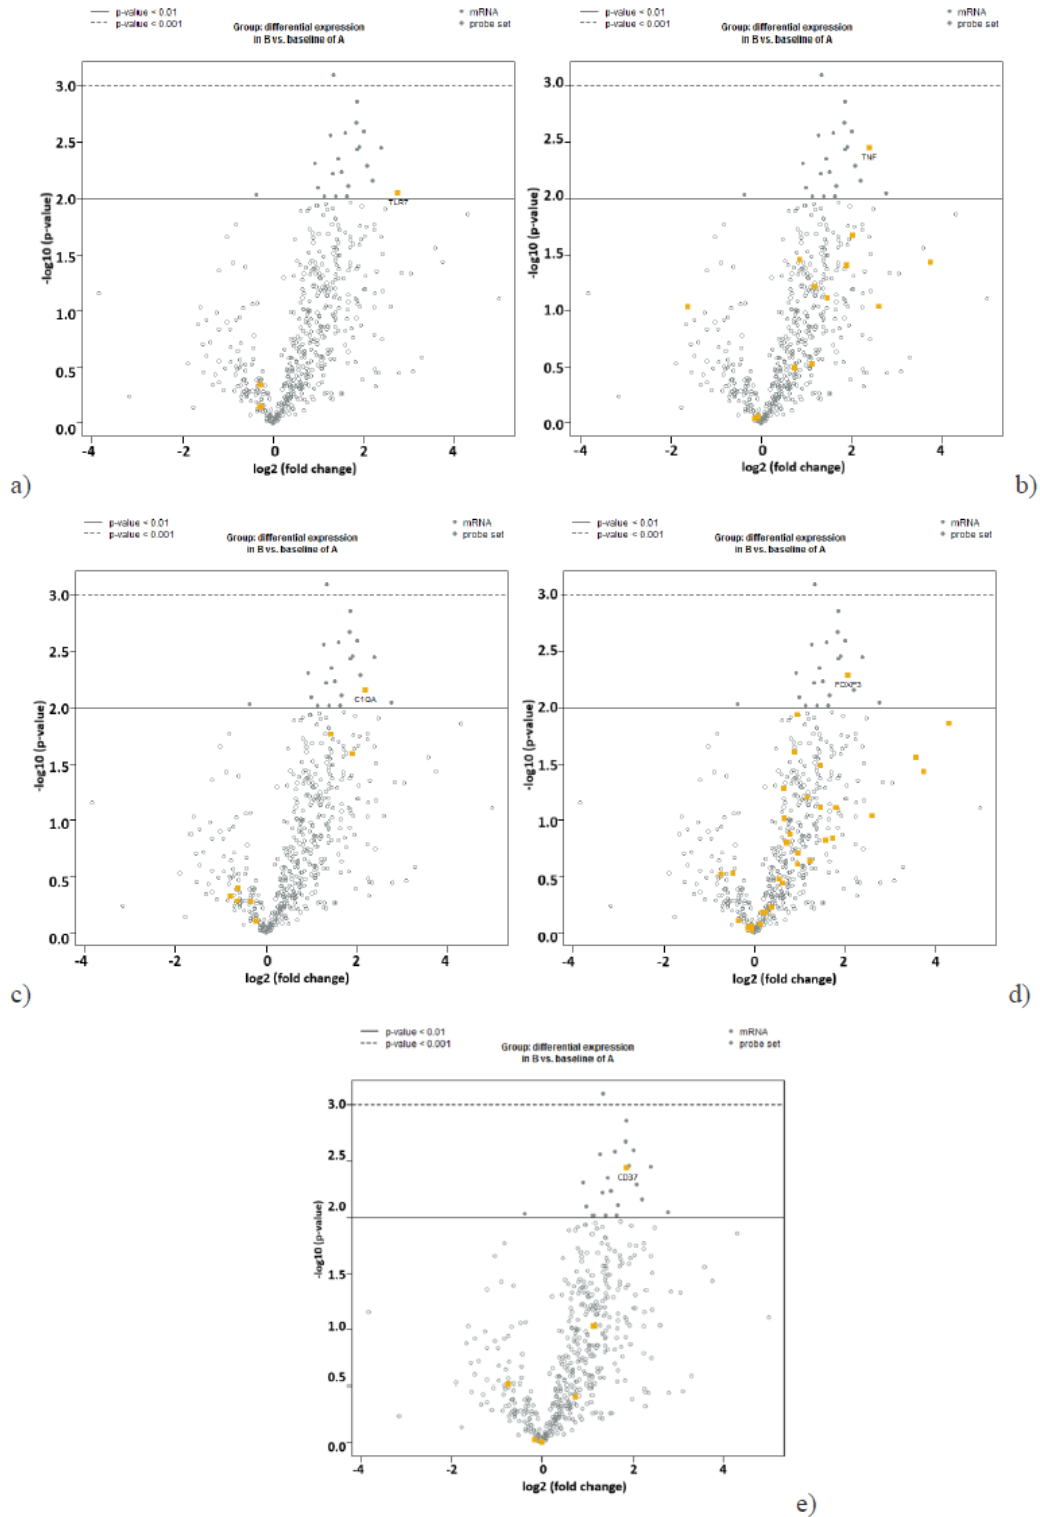 p-value < 0.01
p-value < 0.001
Group: differential expression
in B vs. baseline of A
mRNA
probe set
3.0
2.5
2.0
1.5
1.0
0.5
0.0
-log10 (p-value)
TLR7
-4
-2
0
2
4
log2 (fold change)
a)
p-value < 0.01
p-value < 0.001
Group: differential expression
in B vs. baseline of A
mRNA
probe set
3.0
2.5
2.0
1.5
1.0
0.5
0.0
-log10 (p-value)
TNF
-4
-2
0
2
4
log2 (fold change)
b)
p-value < 0.01
p-value < 0.001
Group: differential expression
in B vs. baseline of A
mRNA
probe set
3.0
2.5
2.0
1.5
1.0
0.5
0.0
-log10 (p-value)
C1QA
-4
-2
0
2
4
log2 (fold change)
c)
p-value < 0.01
p-value < 0.001
Group: differential expression
in B vs. baseline of A
mRNA
probe set
3.0
2.5
2.0
1.5
1.0
0.5
0.0
-log10 (p-value)
FOXP3
-4
-2
0
2
4
log2 (fold change)
d)
p-value < 0.01
p-value < 0.001
Group: differential expression
in B vs. baseline of A
mRNA
probe set
3.0
2.5
2.0
1.5
1.0
0.5
0.0
-log10 (p-value)
CD37
-4
-2
0
2
4
log2 (fold change)
e)